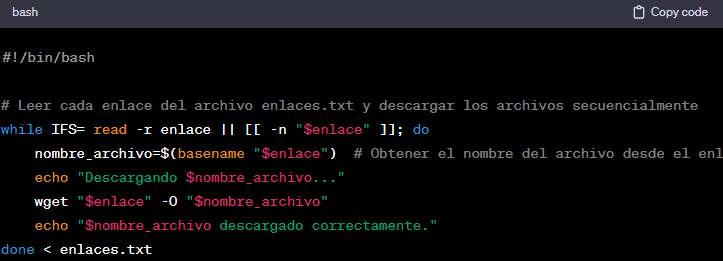 bash
Copy code
#!/bin/bash
# Leer cada enlace del archivo enlaces.txt y descargar los archivos secuencialmente
while IFS= read -r enlace || [[ -n "$enlace" ]]; do
    nombre_archivo=$(basename "$enlace")  # Obtener el nombre del archivo desde el enl
    echo "Descargando $nombre_archivo..."
    wget "$enlace" -O "$nombre_archivo"
    echo "$nombre_archivo descargado correctamente."
done < enlaces.txt